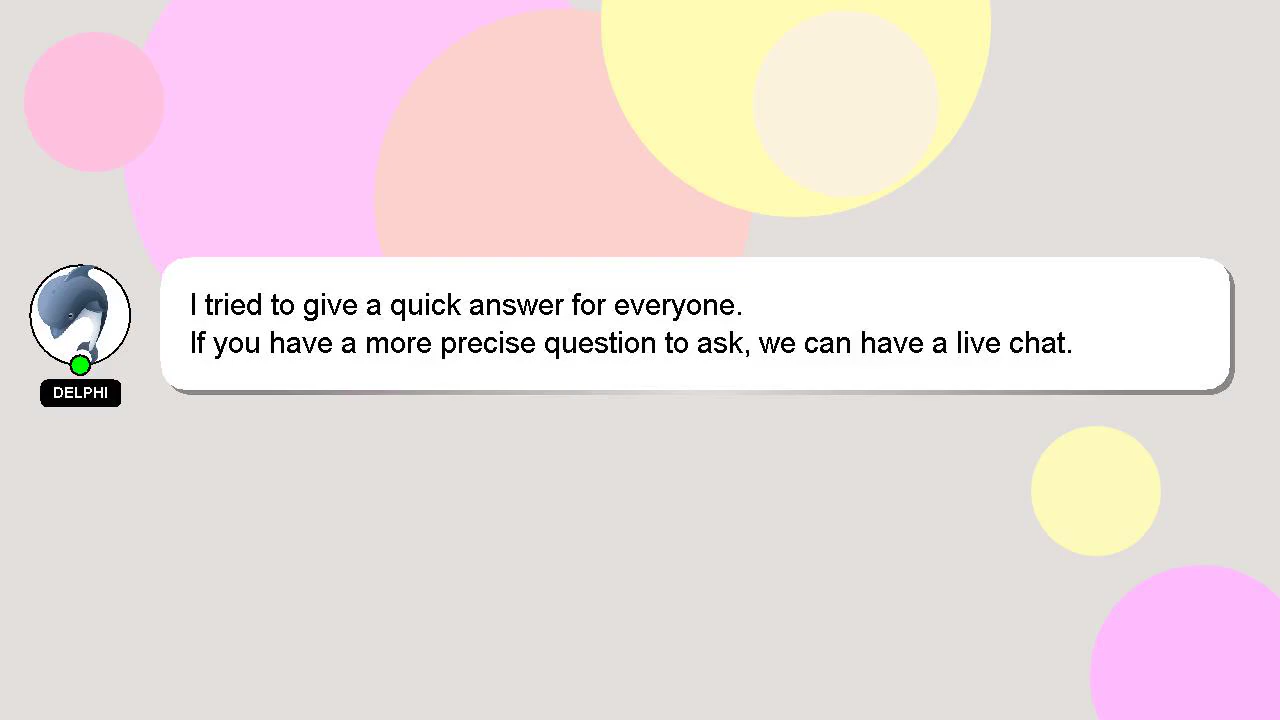 I tried to give a quick answer for everyone.
If you have a more precise question to ask, we can have a live chat.
DELPHI